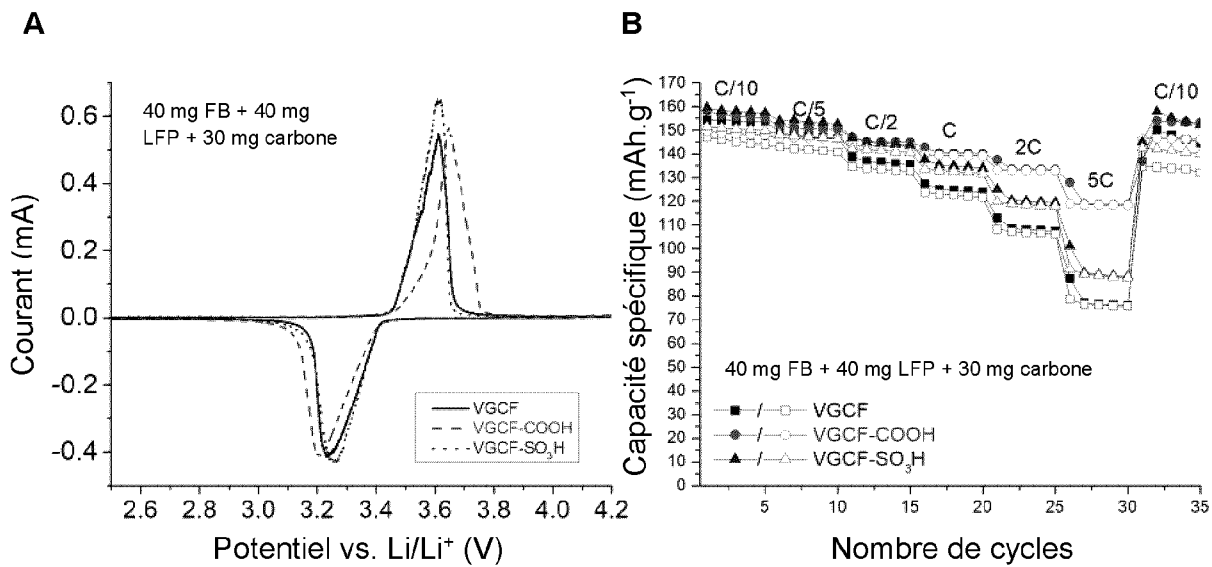 A
40 mg FB + 40 mg
LFP + 30 mg carbone
0.6
0.4
0.2
0.0
-0.2
-0.4
Courant (mA)
VGCF
VGCF-COOH
VGCF-SO₃H
2.6 2.8 3.0 3.2 3.4 3.6 3.8 4.0 4.2
Potentiel vs. Li/Li⁺ (V)
B
170
160
150
140
130
120
110
100
90
80
70
60
50
40
30
20
10
0
Capacité spécifique (mAh.g⁻¹)
C/10
C/5
C/2
C
2C
5C
C/10
40 mg FB + 40 mg LFP + 30 mg carbone
/ VGCF
/ VGCF-COOH
/ VGCF-SO₃H
5 10 15 20 25 30 35
Nombre de cycles